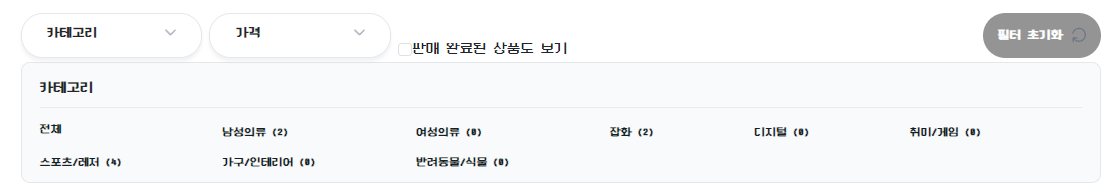 카테고리 가격 판매 완료된 상품도 보기 필터 초기화
카테고리
전체 남성의류 (2) 여성의류 (0) 잡화 (2) 디지털 (0) 취미/게임 (0)
스포츠/레저 (4) 가구/인테리어 (0) 반려동물/식물 (0)